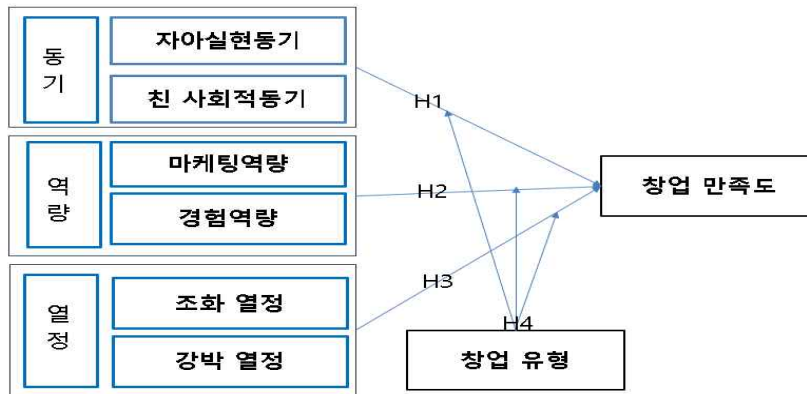 동기
자아실현동기
친 사회적동기
H1
역량
마케팅역량
경험역량
H2
창업 만족도
열정
조화 열정
강박 열정
H3
H4
창업 유형